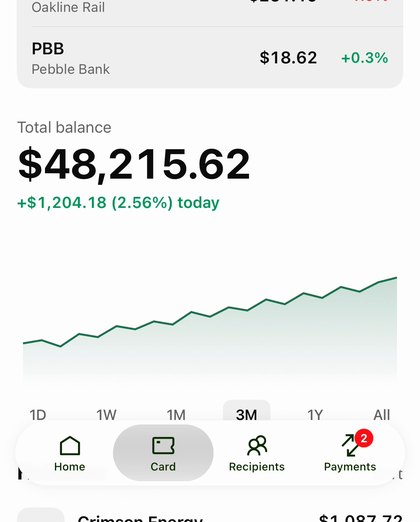 Oakline Rail
PBB
$18.62
+0.3%
Pebble Bank
Total balance
$48,215.62
+$1,204.18 (2.56%) today
1D 1W 1M 3M 1Y All
2
Home Card Recipients Payments
Crimson Energy
$1,087.72